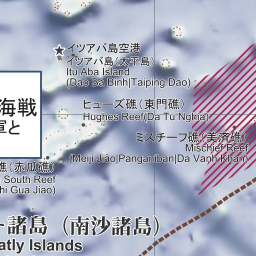 イツアバ島空港
イツアバ島(太平島)
Itu Aba Island
(Dao ba Binh|Taiping Dao)
海戦
軍と
ヒューズ礁(東門礁)
Hughes Reef(Da Tu Nghia)
ミスチーフ礁(美済礁)
Mischief Reef
(Meiji Jiao|Panganiban|Da Vanh Khan)
礁(赤瓜礁)
South Reef
hi Gua Jiao)
ー諸島(南沙諸島)
atly Islands